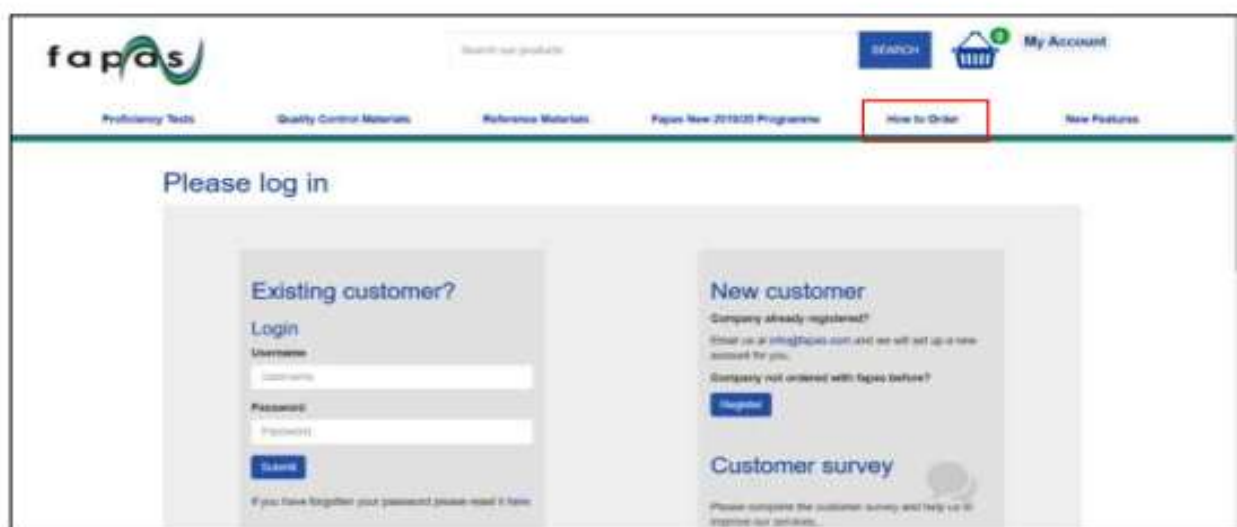 fapas
Search our products
SEARCH
0
My Account
Proficiency Tests
Quality Control Materials
Reference Materials
Fapas New 2019/20 Programme
How to Order
New Features
Please log in
Existing customer?
Login
Username
Username
Password
Password
Submit
If you have forgotten your password please reset it here
New customer
Company already registered?
Email us at info@fapas.com and we will set up a new
account for you.
Company not ordered with fapas before?
Register
Customer survey
Please complete the customer survey and help us to
improve our services.